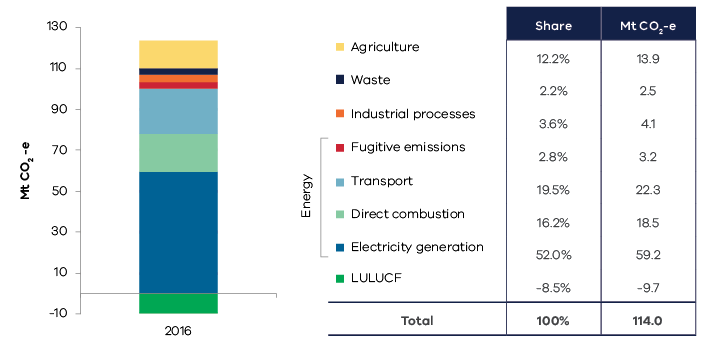 130
110
90
70
50
30
10
-10
Mt CO₂ -e
2016
Share Mt CO₂-e
Agriculture 12.2% 13.9
Waste 2.2% 2.5
Industrial processes 3.6% 4.1
Energy
Fugitive emissions 2.8% 3.2
Transport 19.5% 22.3
Direct combustion 16.2% 18.5
Electricity generation 52.0% 59.2
LULUCF -8.5% -9.7
Total 100% 114.0